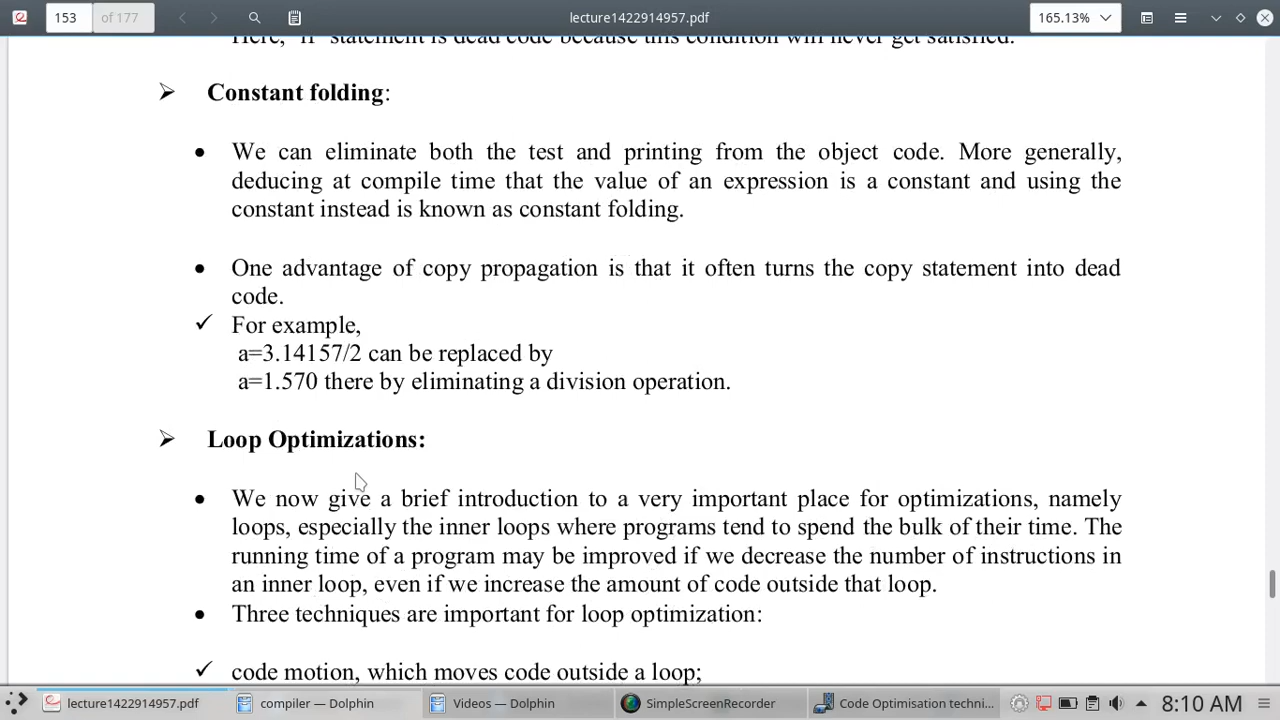 153 of 177 lecture1422914957.pdf 165.13%
Here, "if" statement is dead code because this condition will never get satisfied.
➢ Constant folding:
• We can eliminate both the test and printing from the object code. More generally,
deducing at compile time that the value of an expression is a constant and using the
constant instead is known as constant folding.
• One advantage of copy propagation is that it often turns the copy statement into dead
code.
✓ For example,
a=3.14157/2 can be replaced by
a=1.570 there by eliminating a division operation.
➢ Loop Optimizations:
• We now give a brief introduction to a very important place for optimizations, namely
loops, especially the inner loops where programs tend to spend the bulk of their time. The
running time of a program may be improved if we decrease the number of instructions in
an inner loop, even if we increase the amount of code outside that loop.
• Three techniques are important for loop optimization:
✓ code motion, which moves code outside a loop;
lecture1422914957.pdf compiler — Dolphin Videos — Dolphin SimpleScreenRecorder Code Optimisation techni... 8:10 AM